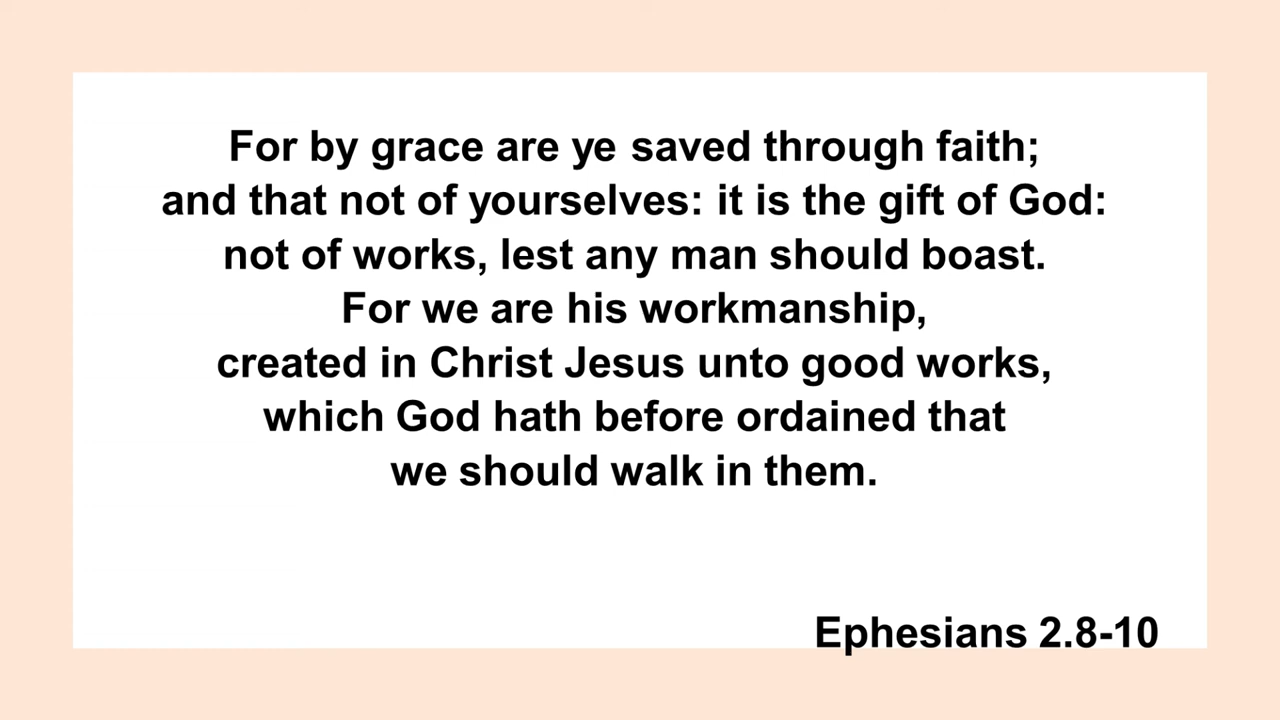 For by grace are ye saved through faith;
and that not of yourselves: it is the gift of God:
not of works, lest any man should boast.
For we are his workmanship,
created in Christ Jesus unto good works,
which God hath before ordained that
we should walk in them.
Ephesians 2.8-10